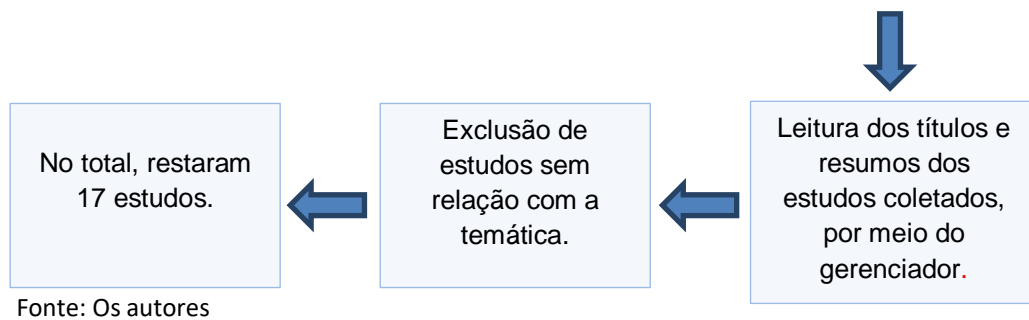 No total, restaram
17 estudos.
Exclusão de
estudos sem
relação com a
temática.
Leitura dos títulos e
resumos dos
estudos coletados,
por meio do
gerenciador.
Fonte: Os autores